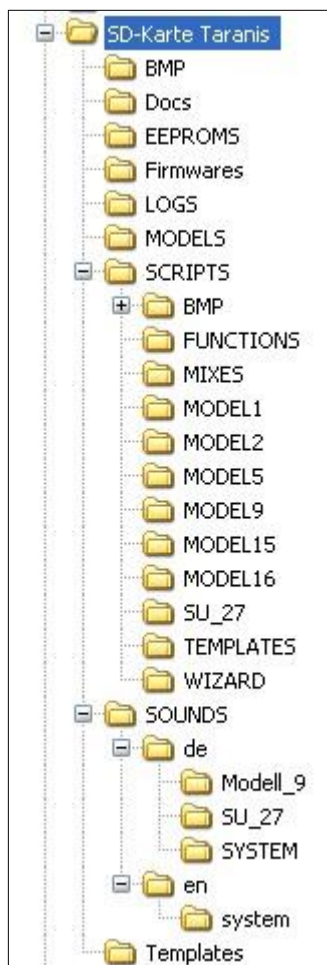 SD-Karte Taranis
BMP
Docs
EEPROMS
Firmwares
LOGS
MODELS
SCRIPTS
BMP
FUNCTIONS
MIXES
MODEL1
MODEL2
MODEL5
MODEL9
MODEL15
MODEL16
SU_27
TEMPLATES
WIZARD
SOUNDS
de
Modell_9
SU_27
SYSTEM
en
system
Templates